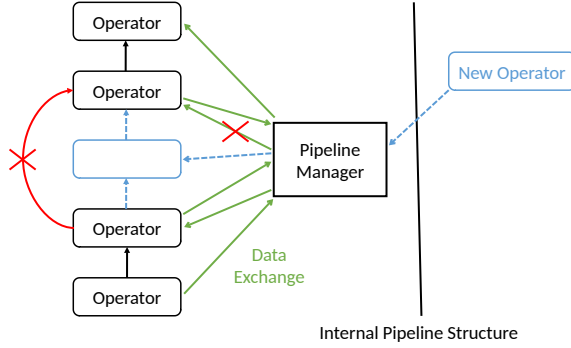 Operator
Operator
New Operator
Pipeline
Manager
Operator
Data
Exchange
Operator
Internal Pipeline Structure